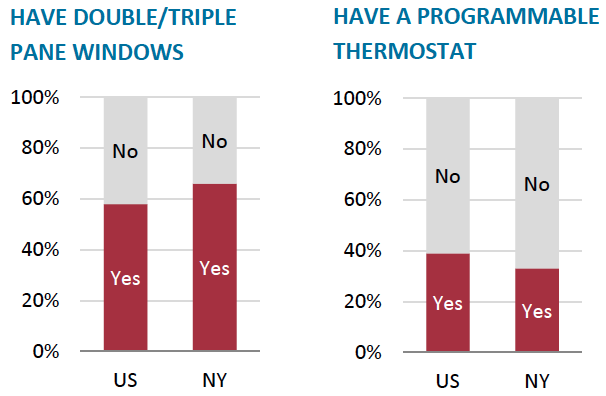 HAVE DOUBLE/TRIPLE
PANE WINDOWS
100%
80%
60%
40%
20%
0%
No
No
Yes
Yes
US
NY
HAVE A PROGRAMMABLE
THERMOSTAT
100%
80%
60%
40%
20%
0%
No
No
Yes
Yes
US
NY